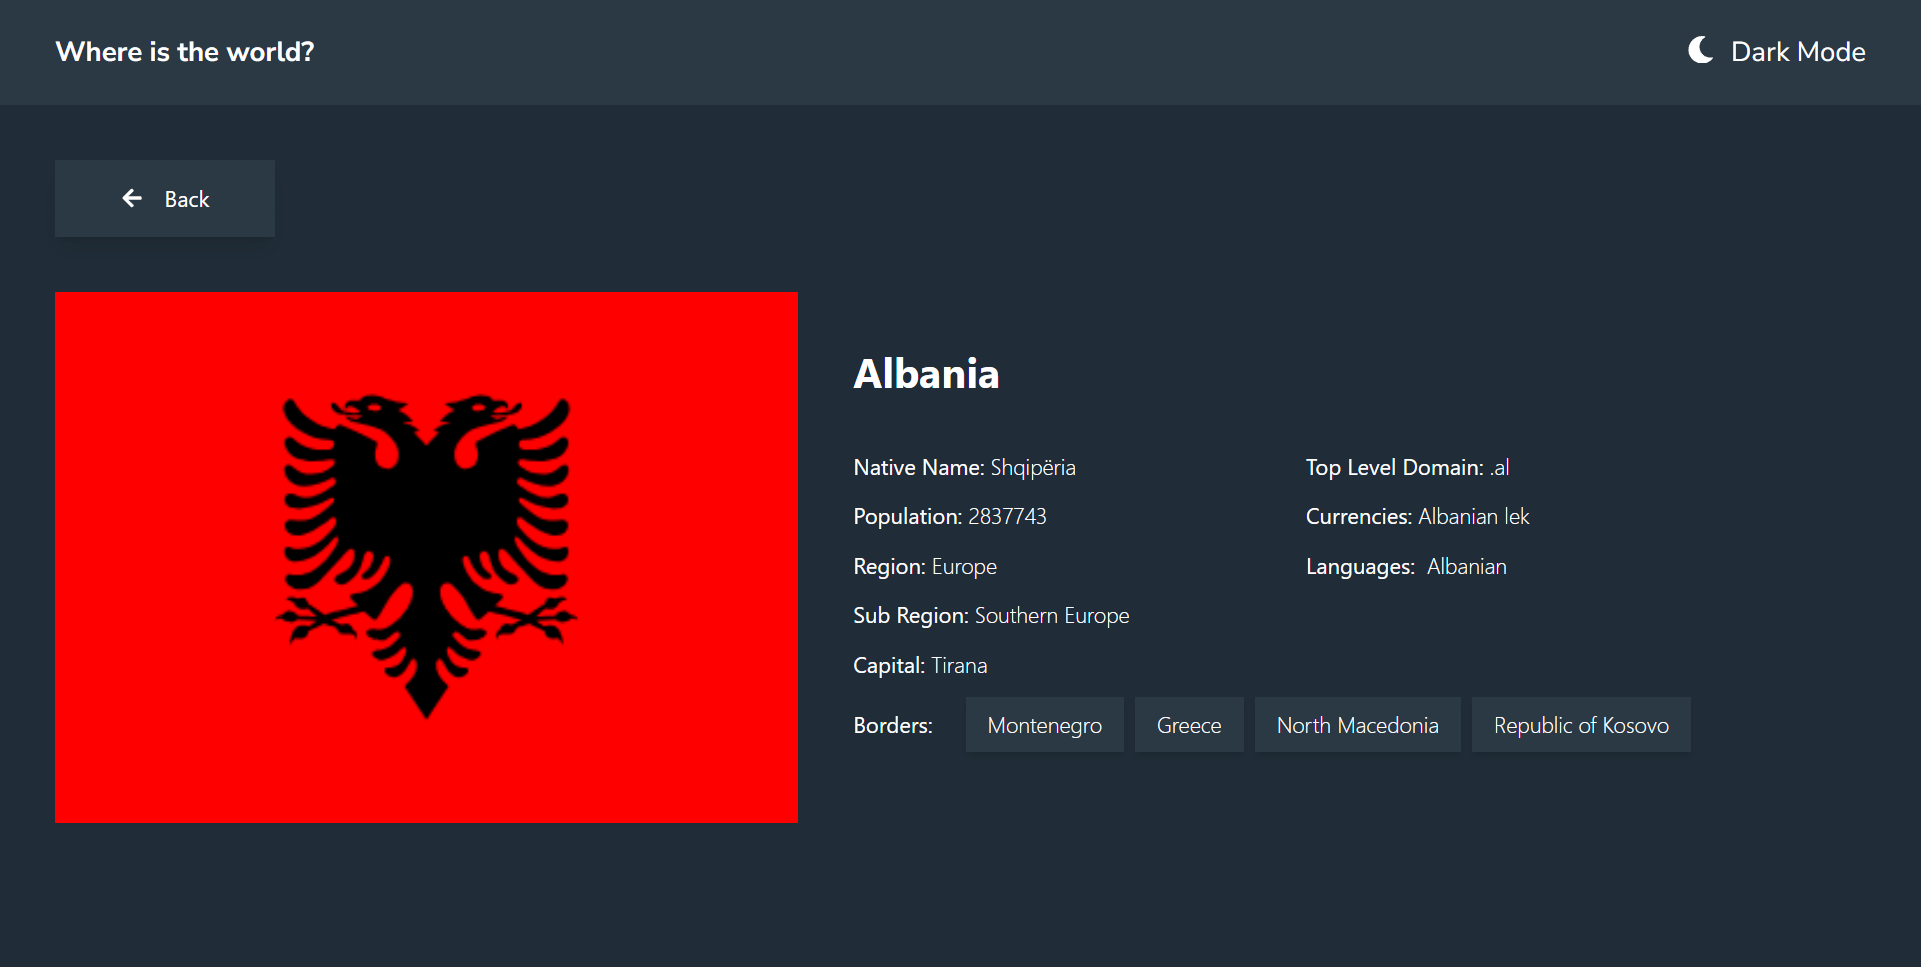 Where is the world?
Dark Mode
Back
Albania
Native Name: Shqipëria
Population: 2837743
Region: Europe
Sub Region: Southern Europe
Capital: Tirana
Top Level Domain: .al
Currencies: Albanian lek
Languages: Albanian
Borders: Montenegro Greece North Macedonia Republic of Kosovo